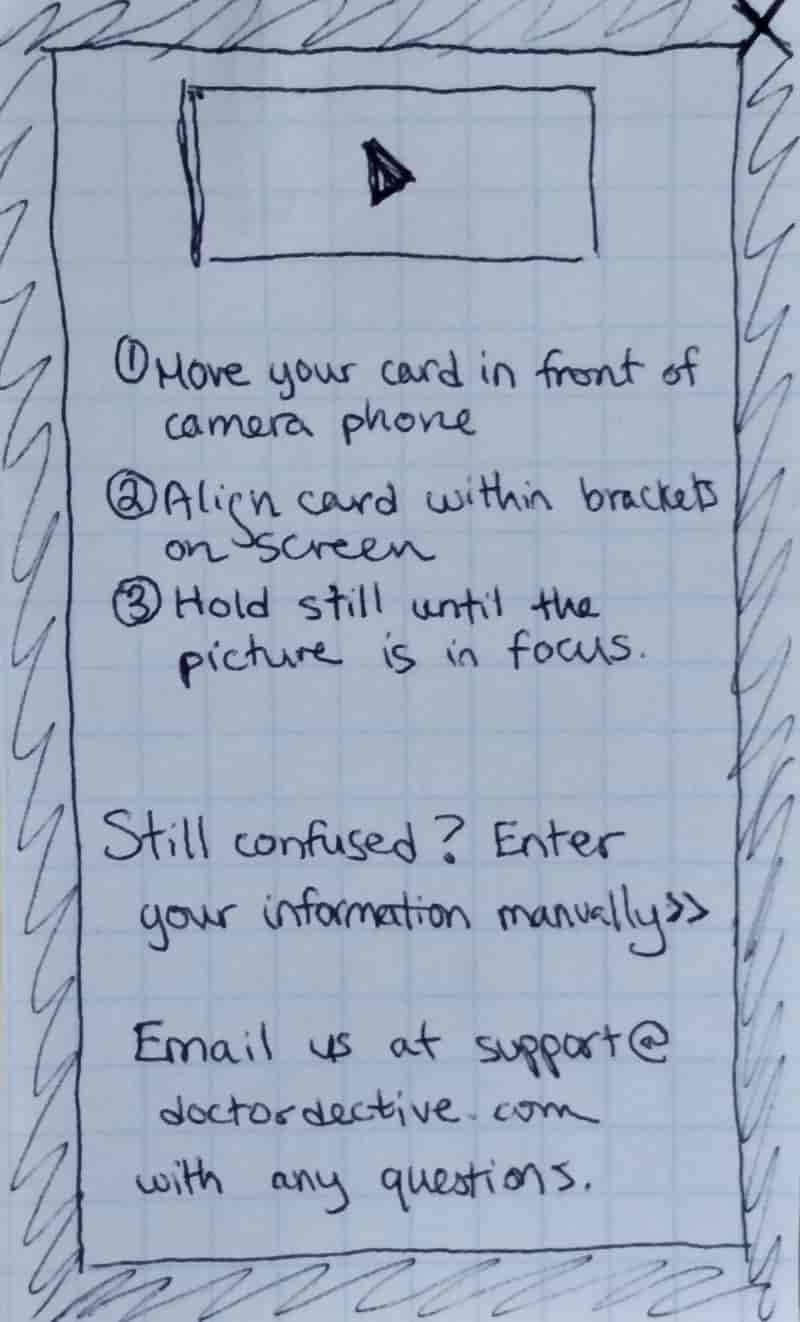 X
① Move your card in front of
camera phone
② Align card within brackets
on screen
③ Hold still until the
picture is in focus.
Still confused? Enter
your information manually>>
Email us at support@
doctordective.com
with any questions.